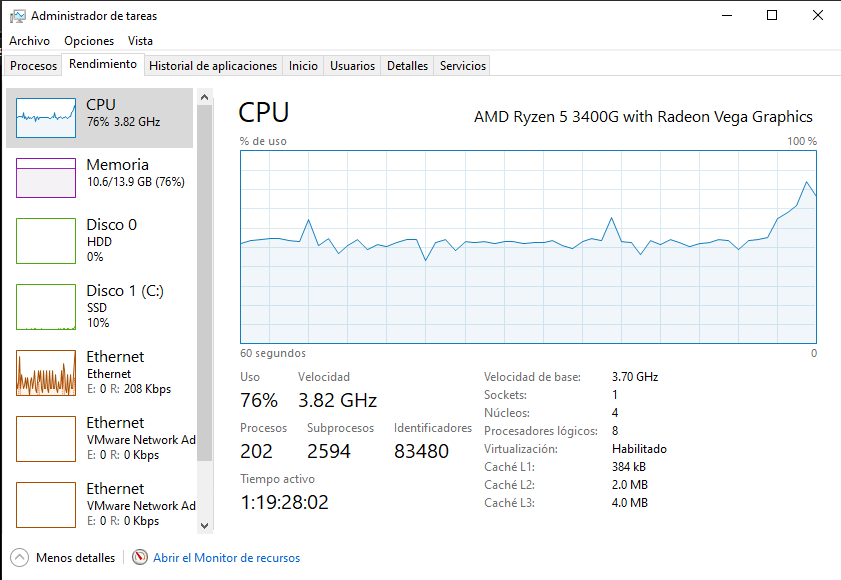 Administrador de tareas
Archivo Opciones Vista
Procesos Rendimiento Historial de aplicaciones Inicio Usuarios Detalles Servicios
CPU
76% 3.82 GHz
Memoria
10.6/13.9 GB (76%)
Disco 0
HDD
0%
Disco 1 (C:)
SSD
10%
Ethernet
Ethernet
E: 0 R: 208 Kbps
Ethernet
VMware Network Ad
E: 0 R: 0 Kbps
Ethernet
VMware Network Ad
E: 0 R: 0 Kbps
CPU AMD Ryzen 5 3400G with Radeon Vega Graphics
% de uso 100 %
60 segundos 0
Uso Velocidad
76% 3.82 GHz
Procesos Subprocesos Identificadores
202 2594 83480
Tiempo activo
1:19:28:02
Velocidad de base: 3.70 GHz
Sockets: 1
Núcleos: 4
Procesadores lógicos: 8
Virtualización: Habilitado
Caché L1: 384 kB
Caché L2: 2.0 MB
Caché L3: 4.0 MB
Menos detalles Abrir el Monitor de recursos